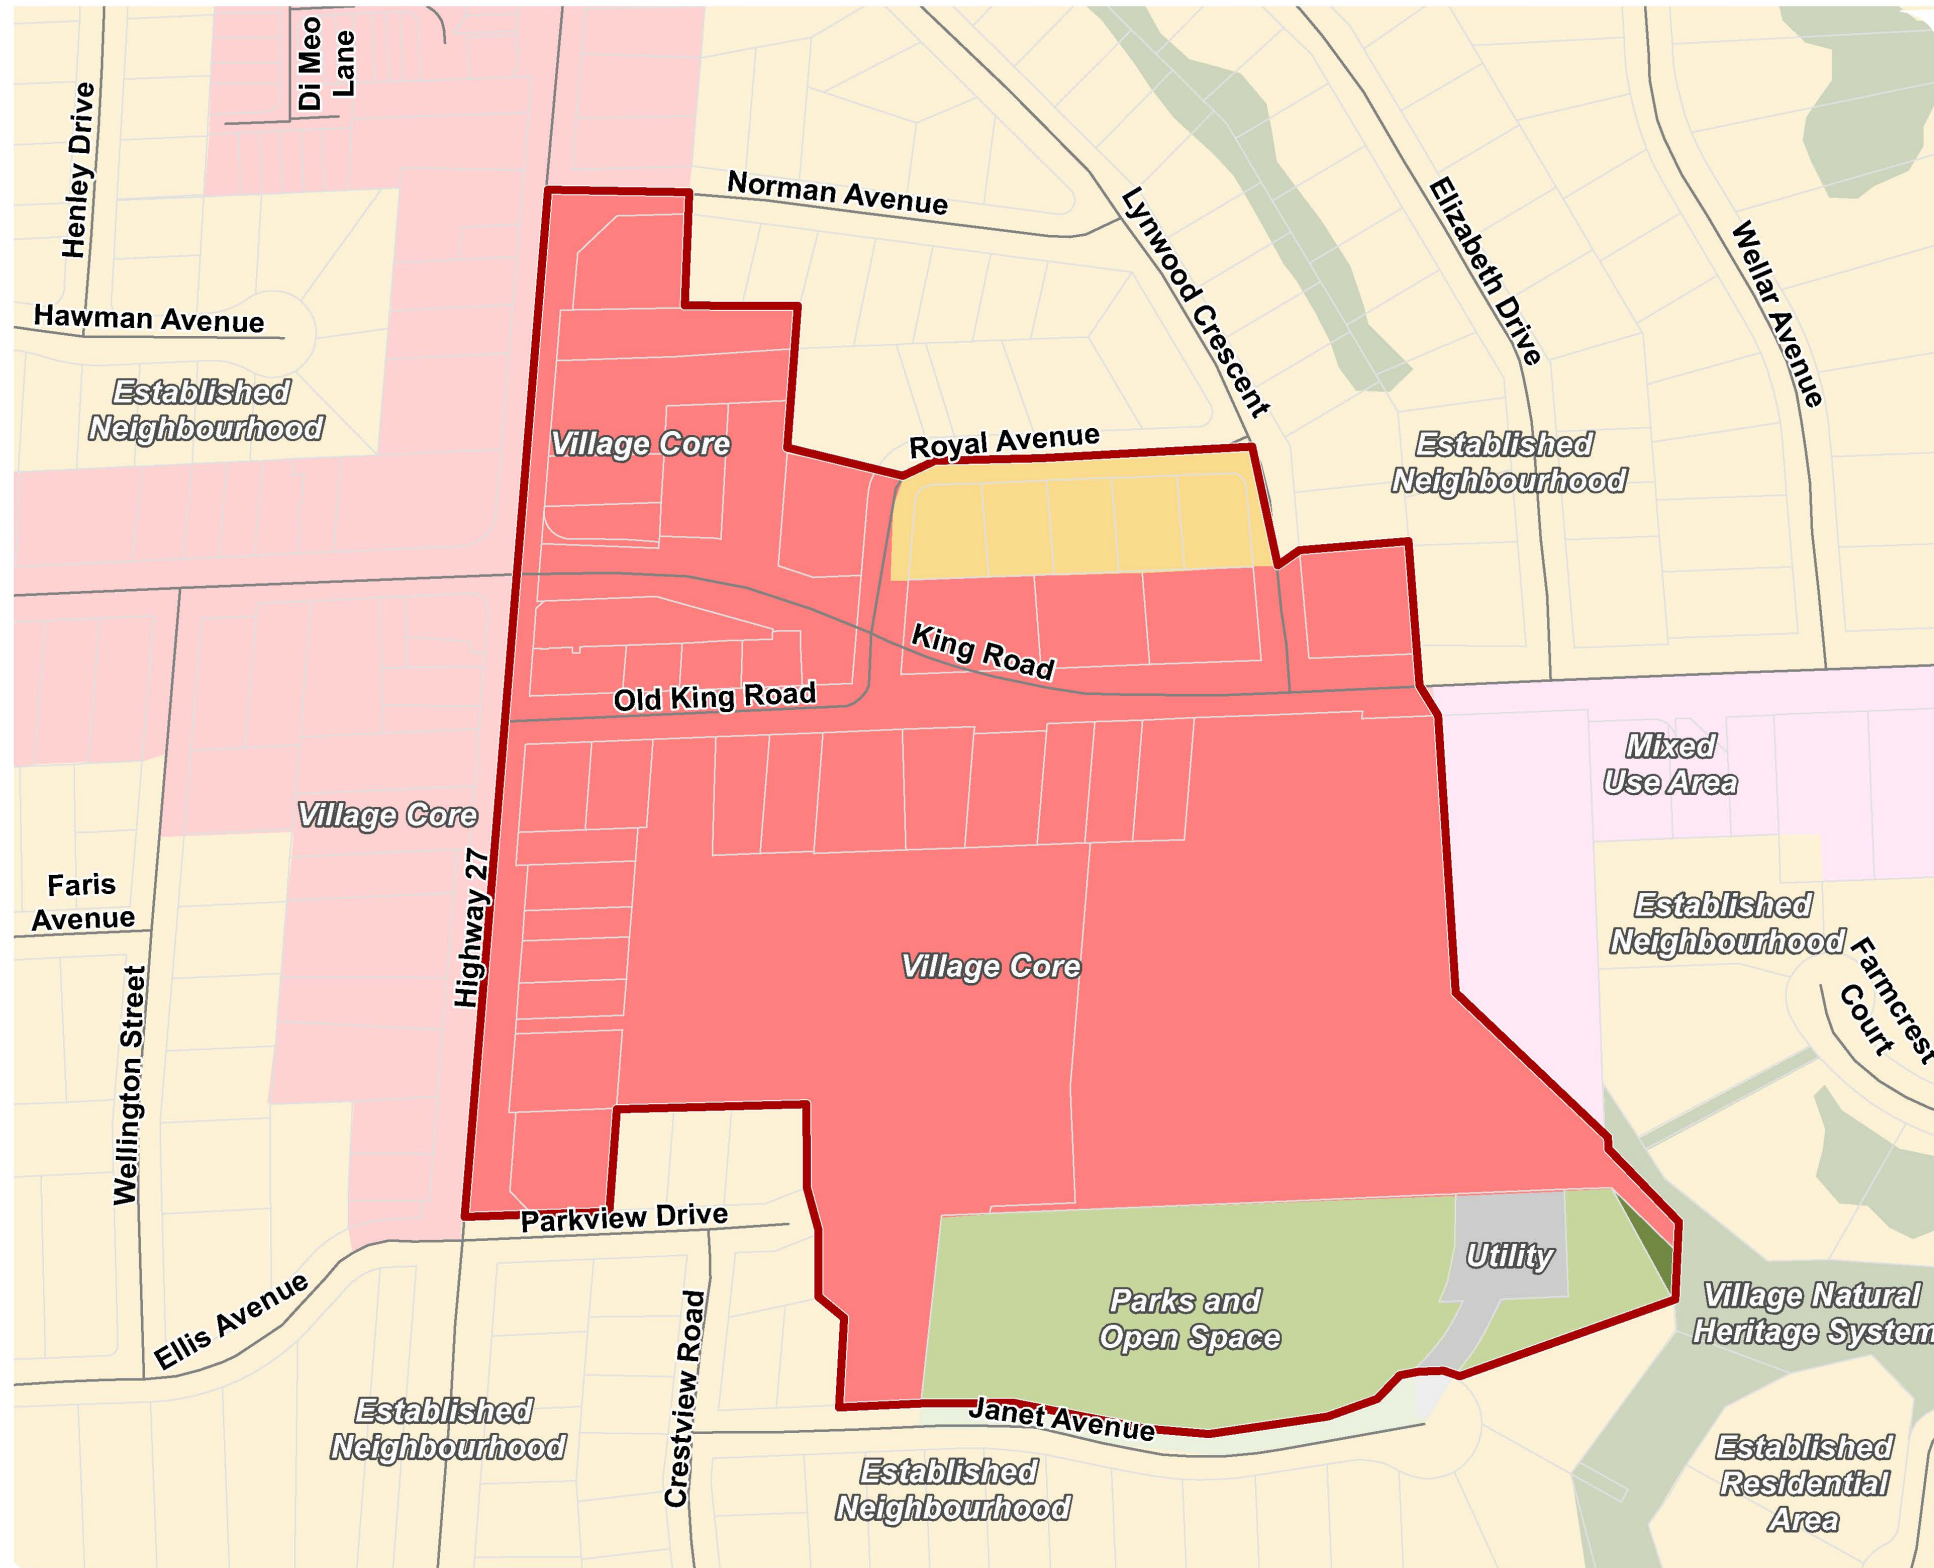 Di Meo
Lane
Henley Drive
Norman Avenue
Lynwood Crescent
Elizabeth Drive
Wellar Avenue
Hawman Avenue
Established
Neighbourhood
Village Core
Royal Avenue
Established
Neighbourhood
King Road
Old King Road
Mixed
Use Area
Village Core
Highway 27
Faris
Avenue
Established
Neighbourhood
Village Core
Farmcrest
Court
Wellington Street
Parkview Drive
Utility
Parks and
Open Space
Village Natural
Heritage System
Ellis Avenue
Crestview Road
Janet Avenue
Established
Neighbourhood
Established
Neighbourhood
Established
Residential
Area